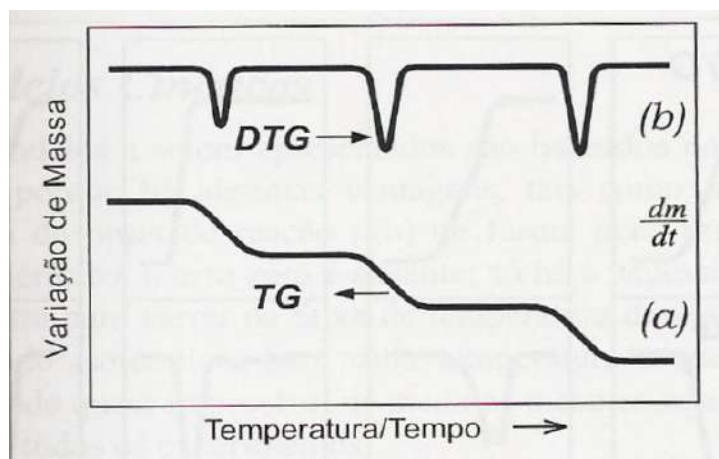 Variação de Massa
DTG
(b)
dm
dt
TG
(a)
Temperatura/Tempo